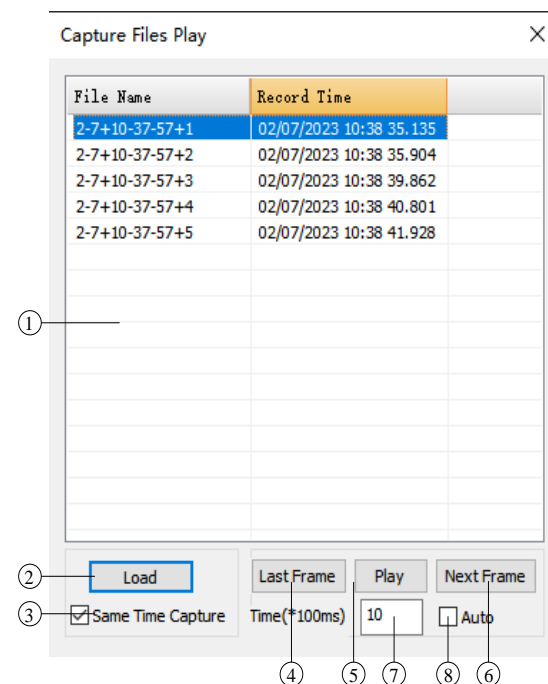 Capture Files Play
File Name Record Time
2-7+10-37-57+1 02/07/2023 10:38 35.135
2-7+10-37-57+2 02/07/2023 10:38 35.904
2-7+10-37-57+3 02/07/2023 10:38 39.862
2-7+10-37-57+4 02/07/2023 10:38 40.801
2-7+10-37-57+5 02/07/2023 10:38 41.928
1
2 Load Last Frame Play Next Frame
3 Same Time Capture Time(*100ms) 10 Auto
4 5 7 8 6